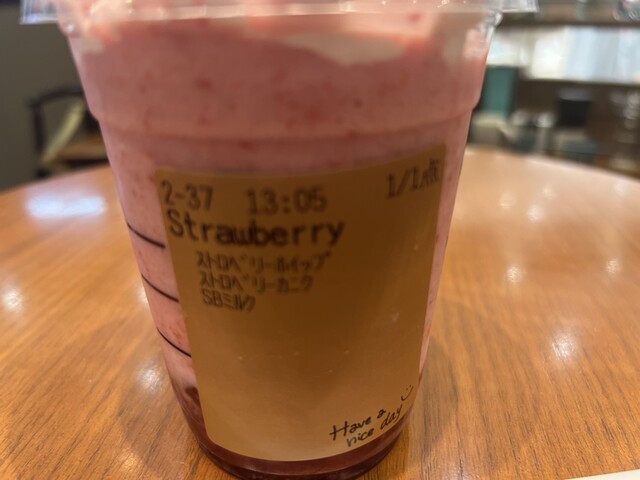 2-37 13:05 1/1点
Strawberry
ストロベリーホイップ
ストロベリーカニク
SBミルク
Have a
nice day